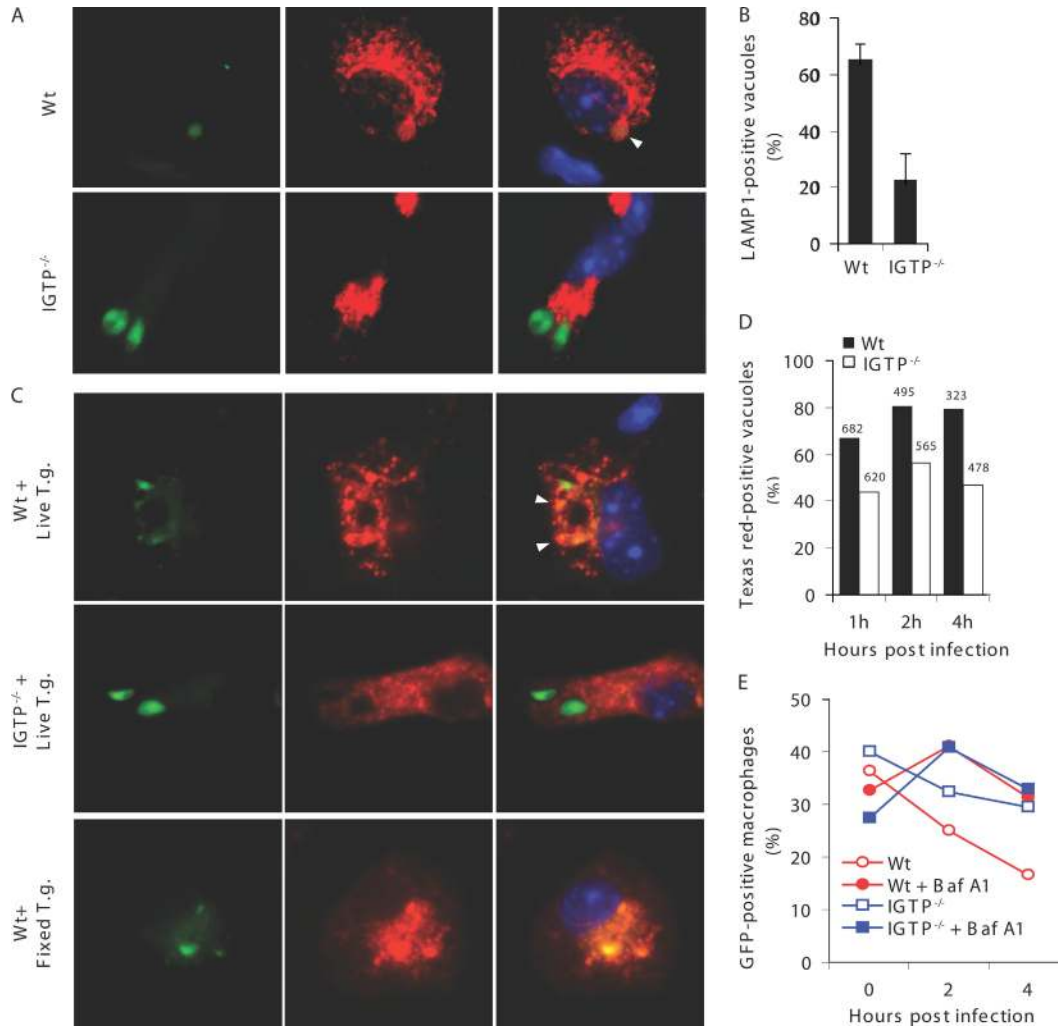 A
Wt
IGTP-/-
B
LAMP1-positive vacuoles
(%)
80
60
40
20
0
Wt
IGTP-/-
C
Wt +
Live T.g.
IGTP-/- +
Live T.g.
Wt+
Fixed T.g.
D
Wt
IGTP-/-
Texas red-positive vacuoles
(%)
100
80
60
40
20
0
682
620
495
565
323
478
1h
2h
4h
Hours post infection
E
GFP-positive macrophages
(%)
50
40
30
20
10
0
Wt
Wt + Baf A1
IGTP-/-
IGTP-/- + Baf A1
0
2
4
Hours post infection